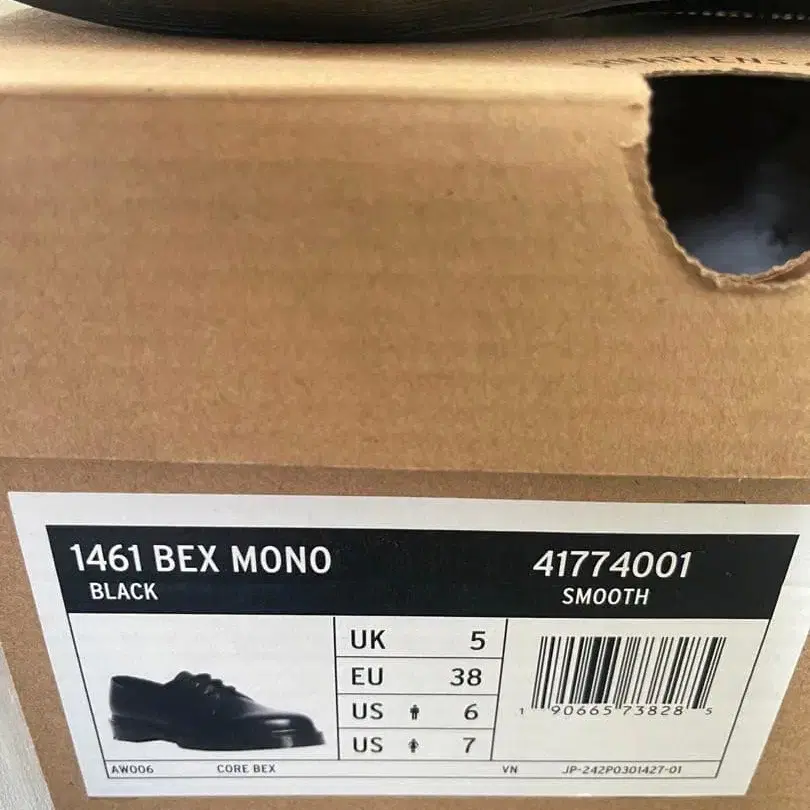 1461 BEX MONO
41774001
BLACK
SMOOTH
UK 5
EU 38
US 6
US 7
1 90665 73828 5
AW006 CORE BEX VN JP-242P0301427-01